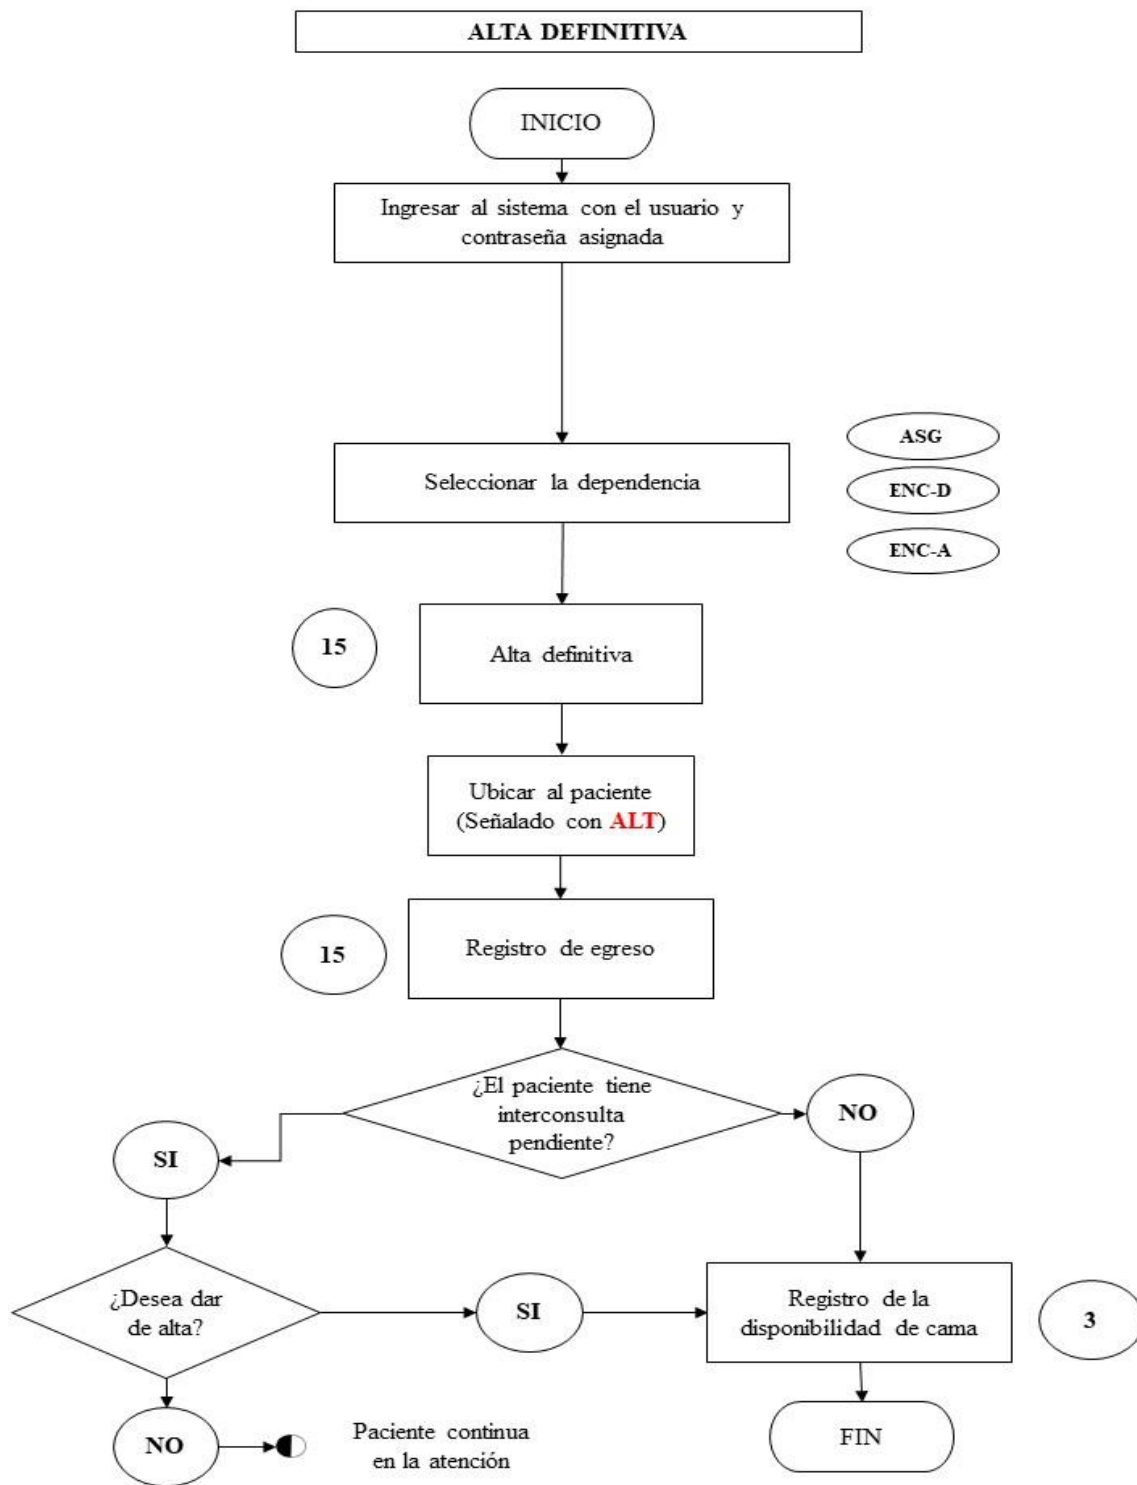 ALTA DEFINITIVA
INICIO
Ingresar al sistema con el usuario y
contraseña asignada
ASG
Seleccionar la dependencia
ENC-D
ENC-A
15
Alta definitiva
Ubicar al paciente
(Señalado con ALT)
15
Registro de egreso
¿El paciente tiene
interconsulta
pendiente?
NO
SI
¿Desea dar
de alta?
SI
Registro de la
disponibilidad de cama
3
NO
Paciente continua
en la atención
FIN